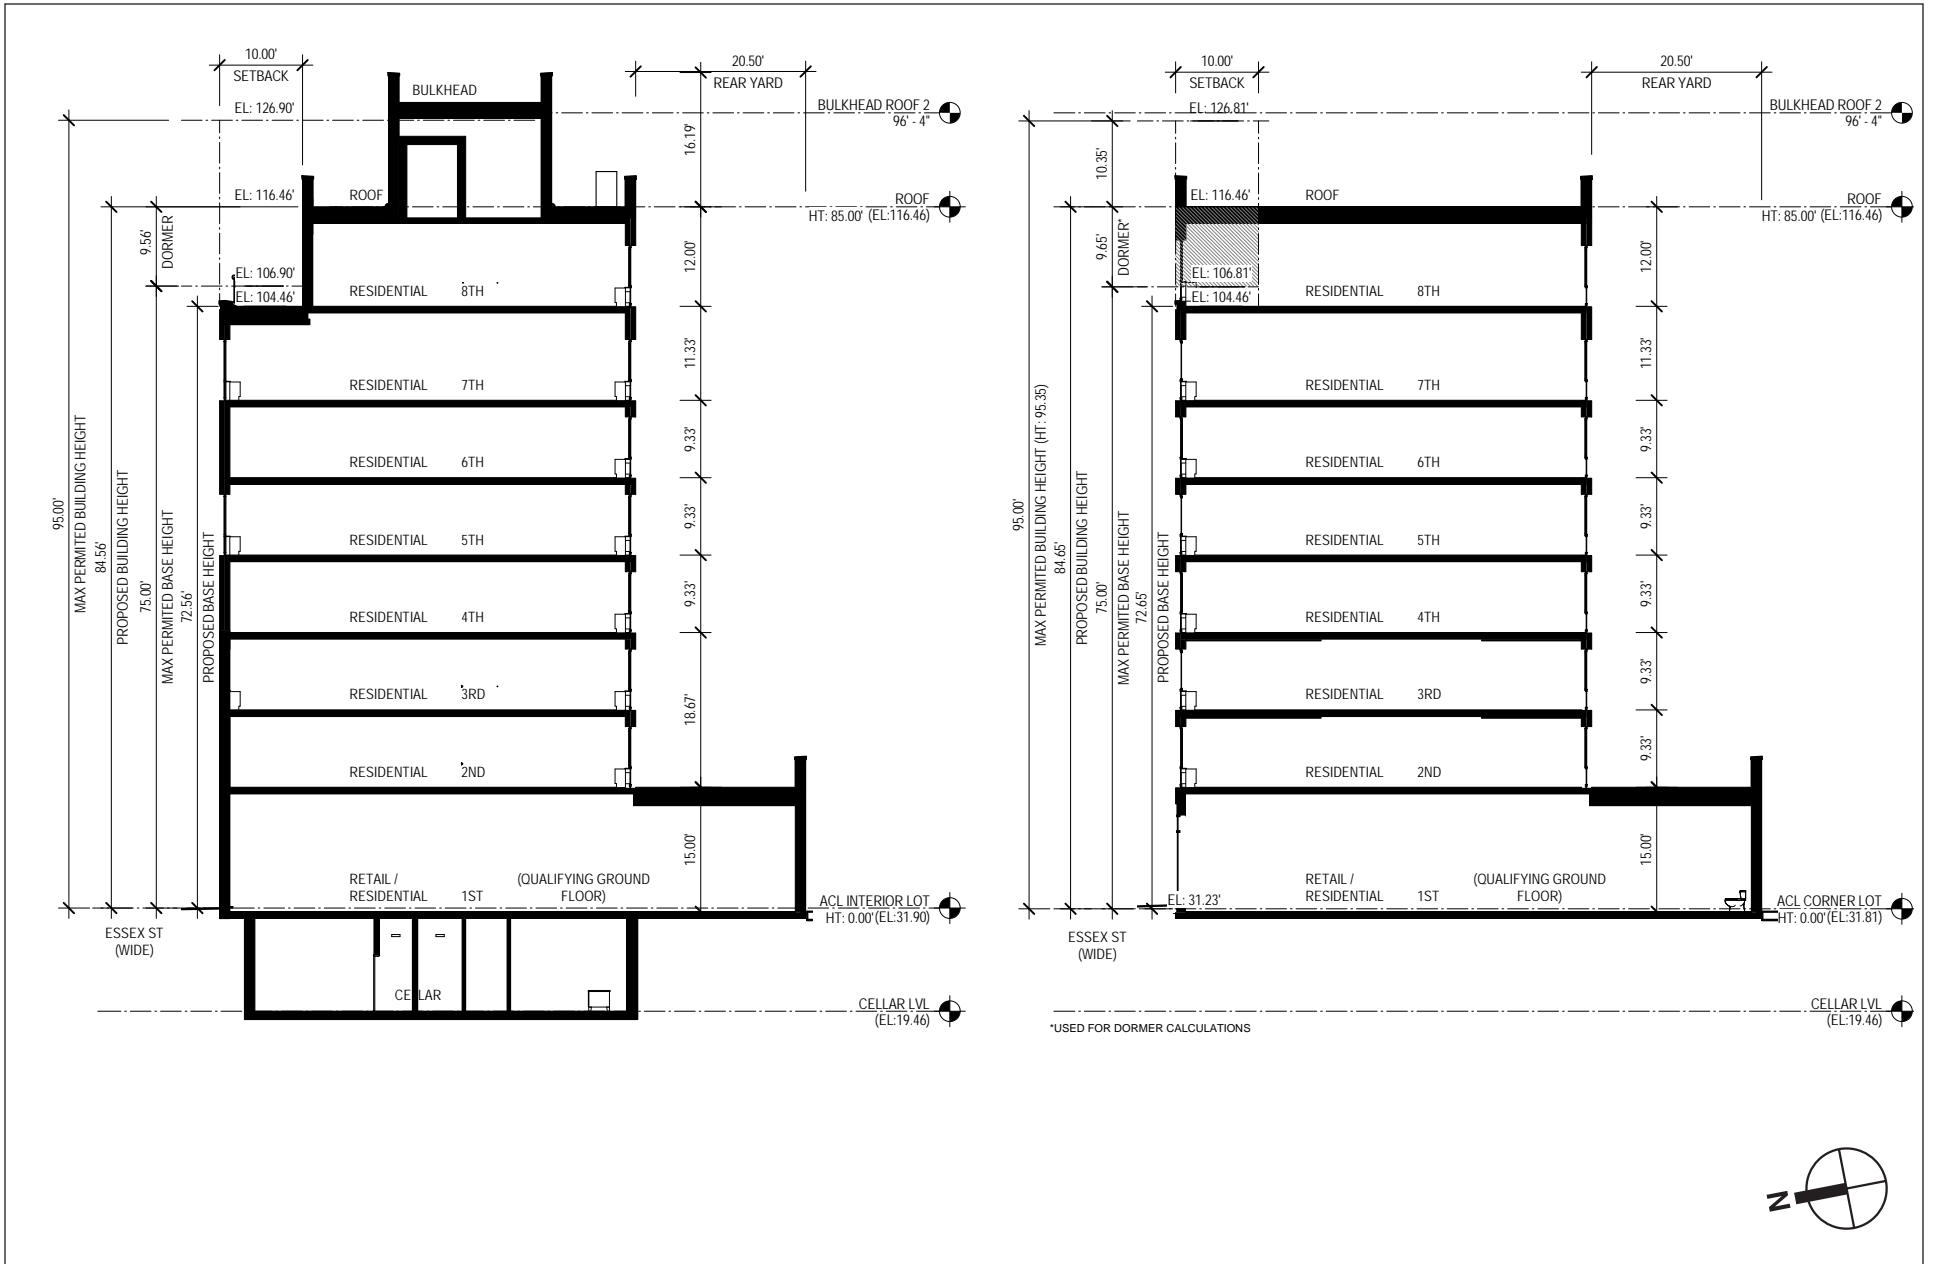 10.00'
SETBACK
20.50'
REAR YARD
BULKHEAD
EL: 126.90'
BULKHEAD ROOF 2
96' - 4"
16.19'
EL: 116.46'
ROOF
ROOF
HT: 85.00' (EL:116.46)
9.56'
DORMER
12.00'
EL: 106.90'
EL: 104.46'
RESIDENTIAL 8TH
11.33'
RESIDENTIAL 7TH
9.33'
RESIDENTIAL 6TH
9.33'
RESIDENTIAL 5TH
9.33'
RESIDENTIAL 4TH
18.67'
RESIDENTIAL 3RD
RESIDENTIAL 2ND
15.00'
95.00'
MAX PERMITTED BUILDING HEIGHT
84.56'
PROPOSED BUILDING HEIGHT
75.00'
MAX PERMITTED BASE HEIGHT
72.56'
PROPOSED BASE HEIGHT
RETAIL /
RESIDENTIAL 1ST
(QUALIFYING GROUND
FLOOR)
ACL INTERIOR LOT
HT: 0.00' (EL:31.90)
ESSEX ST
(WIDE)
CELLAR
CELLAR LVL
(EL:19.46)
10.00'
SETBACK
20.50'
REAR YARD
EL: 126.81'
BULKHEAD ROOF 2
96' - 4"
10.35'
EL: 116.46'
ROOF
ROOF
HT: 85.00' (EL:116.46)
9.65'
DORMER*
12.00'
EL: 106.81'
EL: 104.46'
RESIDENTIAL 8TH
11.33'
RESIDENTIAL 7TH
9.33'
RESIDENTIAL 6TH
9.33'
RESIDENTIAL 5TH
9.33'
RESIDENTIAL 4TH
9.33'
RESIDENTIAL 3RD
9.33'
RESIDENTIAL 2ND
15.00'
95.00'
MAX PERMITTED BUILDING HEIGHT (HT: 95.35)
84.65'
PROPOSED BUILDING HEIGHT
75.00'
MAX PERMITTED BASE HEIGHT
72.65'
PROPOSED BASE HEIGHT
RETAIL /
RESIDENTIAL 1ST
(QUALIFYING GROUND
FLOOR)
EL: 31.23'
ACL CORNER LOT
HT: 0.00' (EL:31.81)
ESSEX ST
(WIDE)
CELLAR LVL
(EL:19.46)
*USED FOR DORMER CALCULATIONS
N